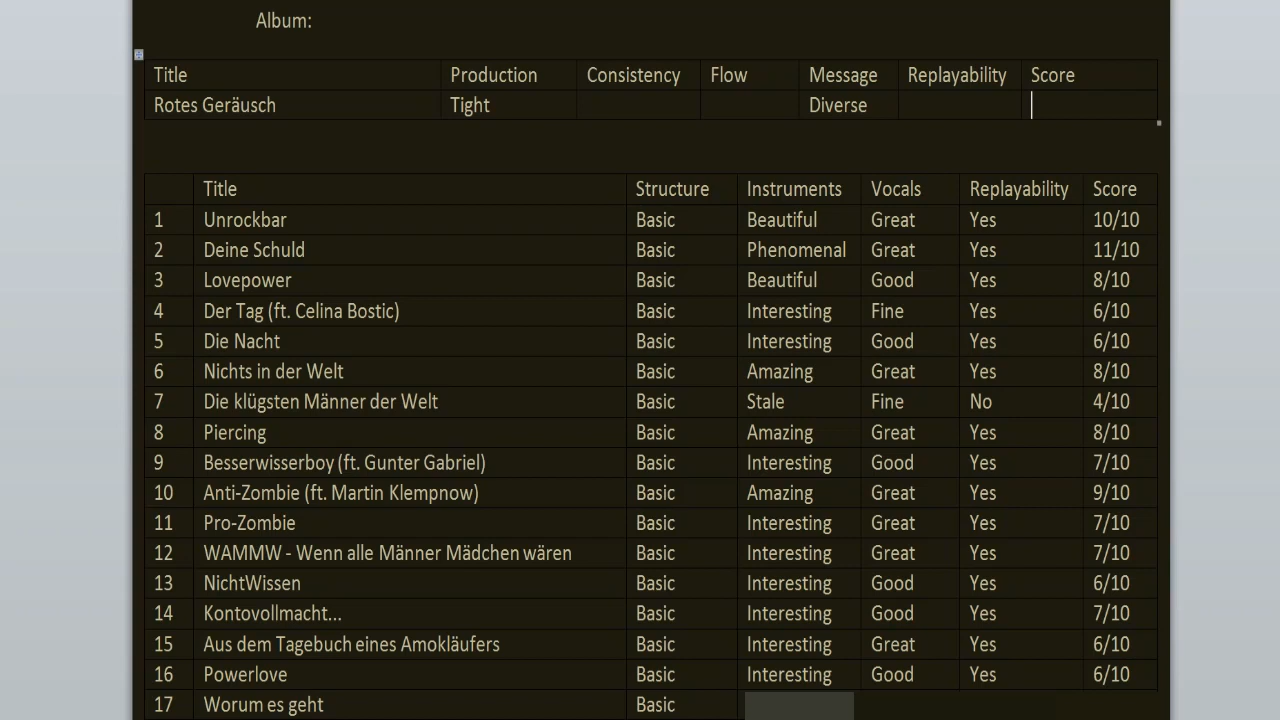 Album:
Title Production Consistency Flow Message Replayability Score
Rotes Geräusch Tight Diverse
Title Structure Instruments Vocals Replayability Score
1 Unrockbar Basic Beautiful Great Yes 10/10
2 Deine Schuld Basic Phenomenal Great Yes 11/10
3 Lovepower Basic Beautiful Good Yes 8/10
4 Der Tag (ft. Celina Bostic) Basic Interesting Fine Yes 6/10
5 Die Nacht Basic Interesting Good Yes 6/10
6 Nichts in der Welt Basic Amazing Great Yes 8/10
7 Die klügsten Männer der Welt Basic Stale Fine No 4/10
8 Piercing Basic Amazing Great Yes 8/10
9 Besserwisserboy (ft. Gunter Gabriel) Basic Interesting Good Yes 7/10
10 Anti-Zombie (ft. Martin Klempnow) Basic Amazing Great Yes 9/10
11 Pro-Zombie Basic Interesting Great Yes 7/10
12 WAMMW - Wenn alle Männer Mädchen wären Basic Interesting Great Yes 7/10
13 NichtWissen Basic Interesting Good Yes 6/10
14 Kontovollmacht... Basic Interesting Good Yes 7/10
15 Aus dem Tagebuch eines Amokläufers Basic Interesting Great Yes 6/10
16 Powerlove Basic Interesting Good Yes 6/10
17 Worum es geht Basic